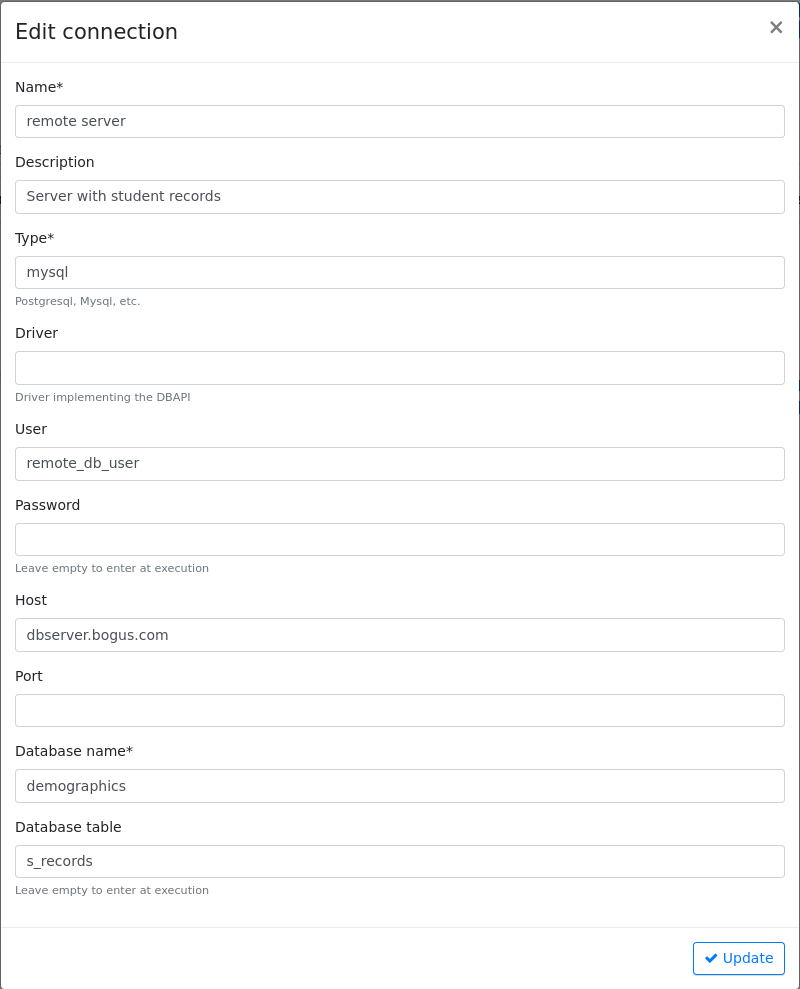 Edit connection
×
Name*
remote server
Description
Server with student records
Type*
mysql
Postgresql, Mysql, etc.
Driver
Driver implementing the DBAPI
User
remote_db_user
Password
Leave empty to enter at execution
Host
dbserver.bogus.com
Port
Database name*
demographics
Database table
s_records
Leave empty to enter at execution
Update